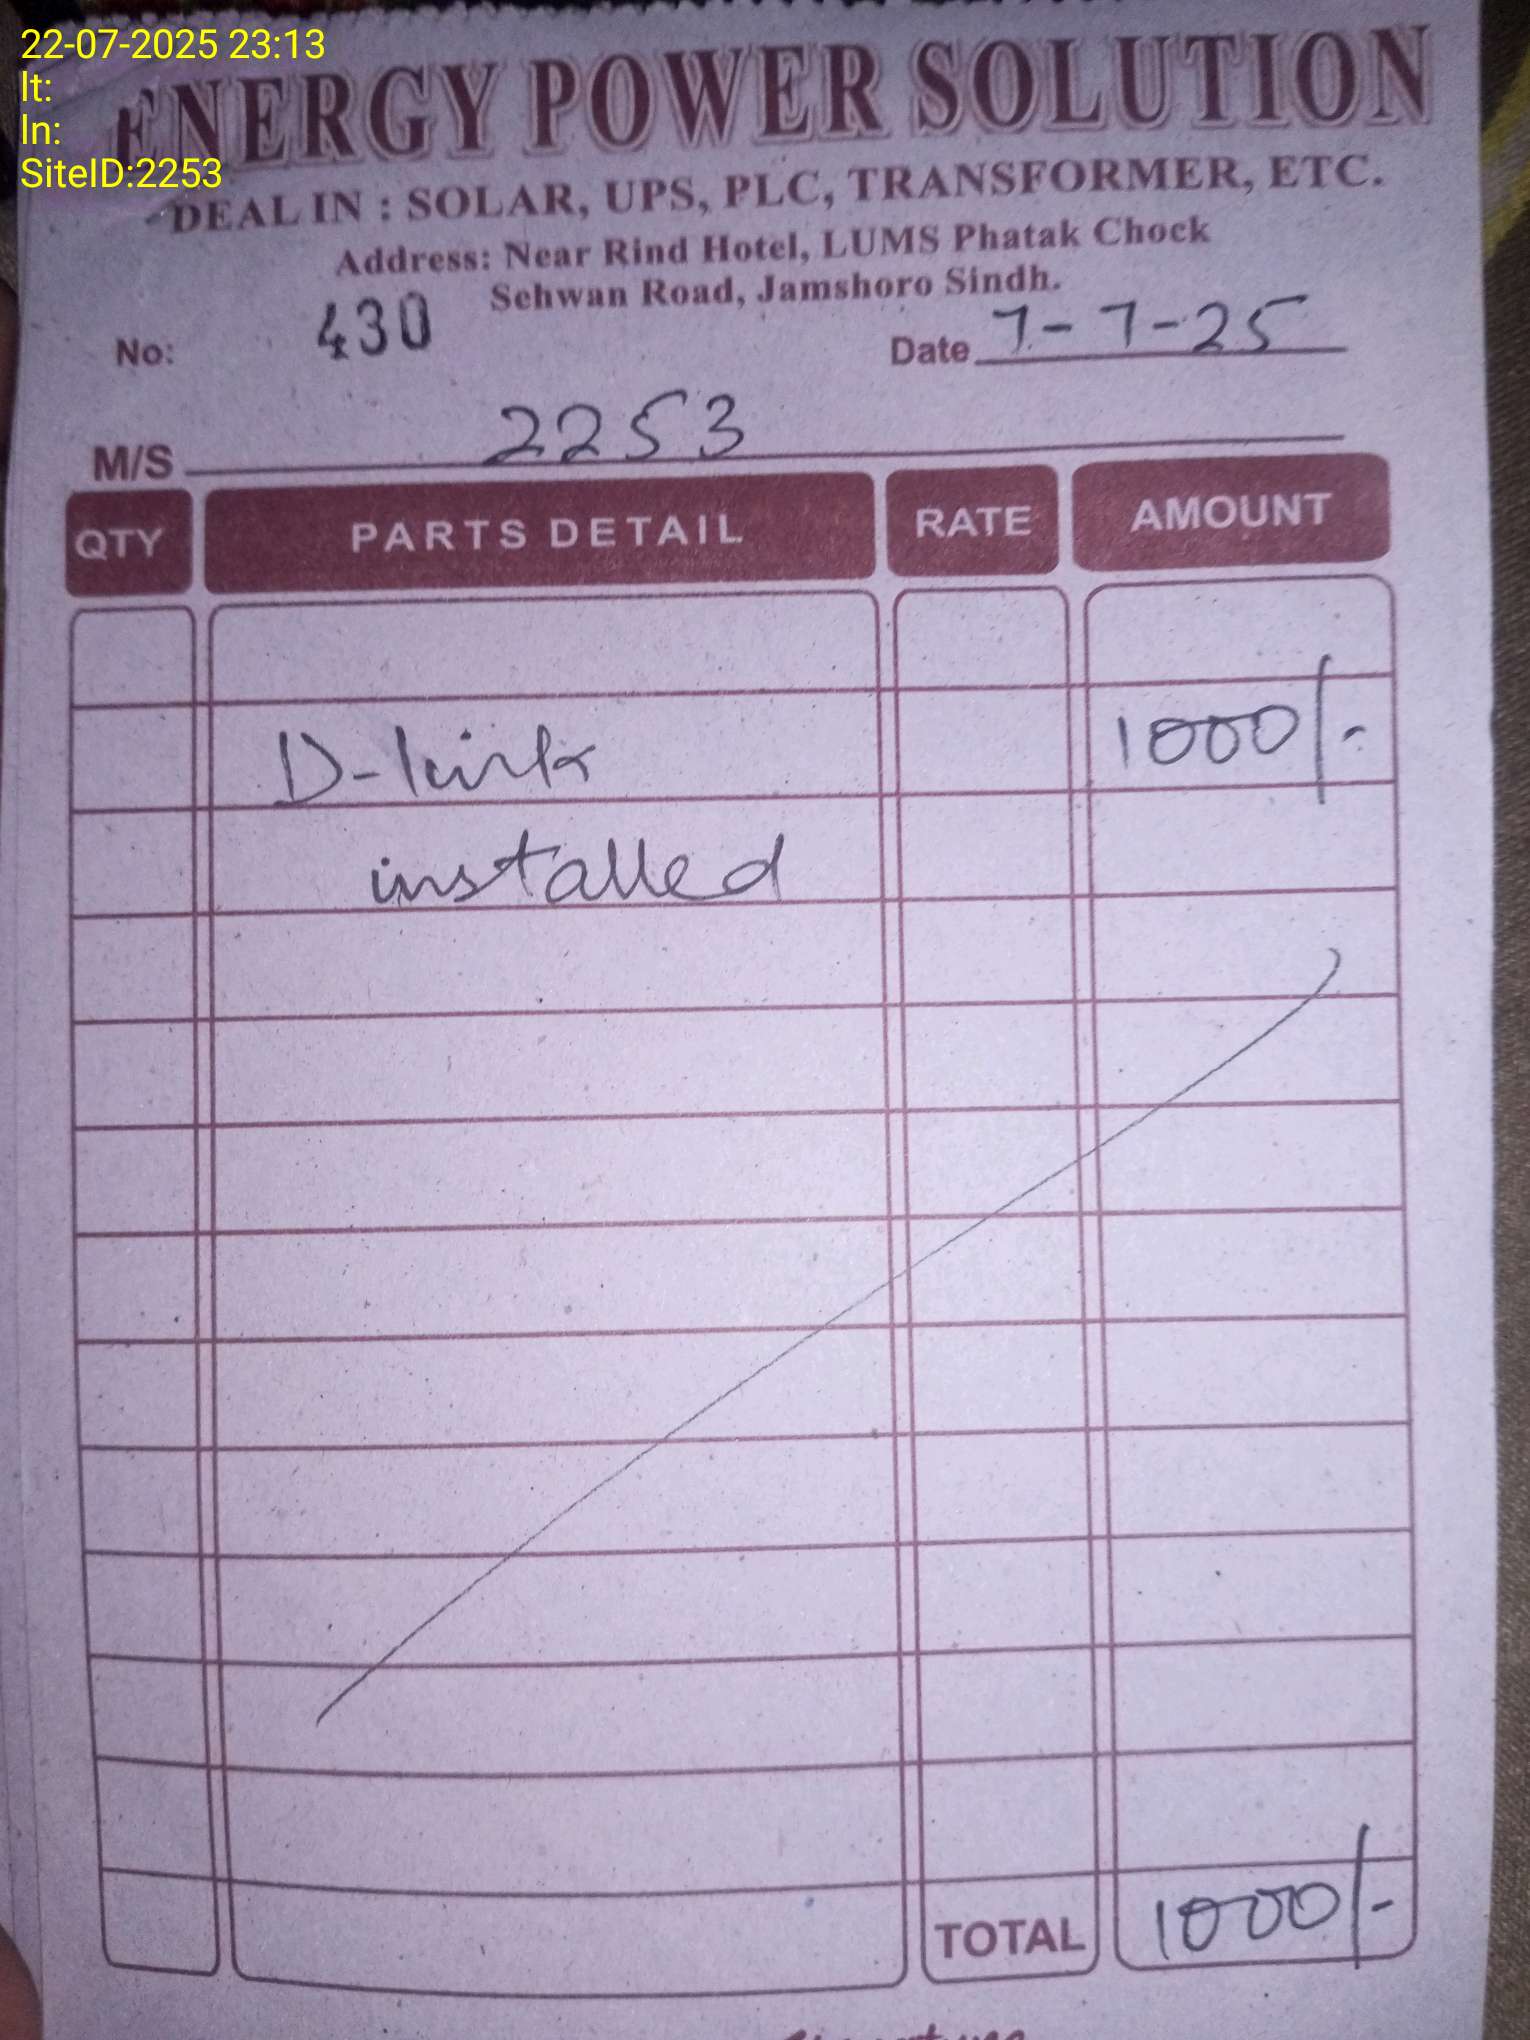 22-07-2025 23:13
lt:
ln:
SiteID:2253
ENERGY POWER SOLUTION
DEAL IN : SOLAR, UPS, PLC, TRANSFORMER, ETC.
Address: Near Rind Hotel, LUMS Phatak Chock
Sehwan Road, Jamshoro Sindh.
No: 430 Date 7-7-25
M/S 2253
QTY PARTS DETAIL RATE AMOUNT
D-link 1000/-
installed
TOTAL 1000/-